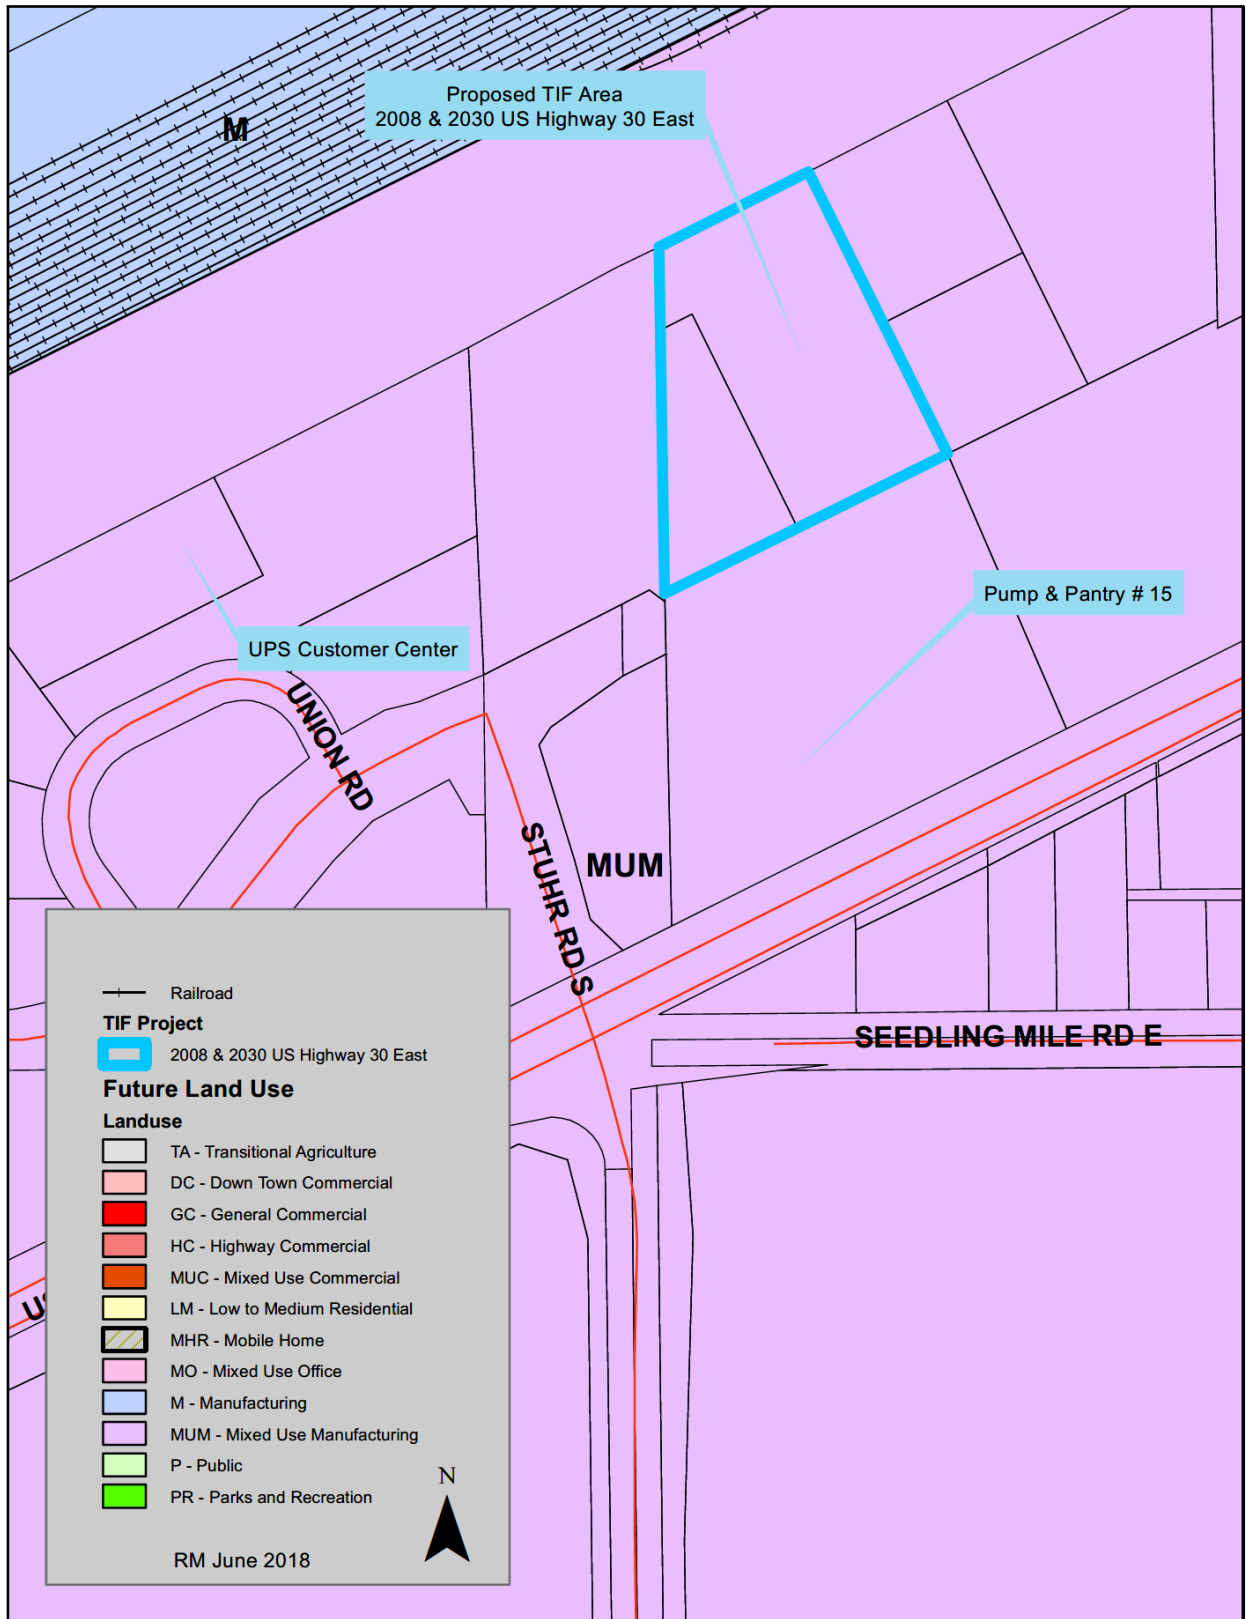 M
Proposed TIF Area
2008 & 2030 US Highway 30 East
Pump & Pantry # 15
UPS Customer Center
UNION RD
STUHR RD S
MUM
SEEDLING MILE RD E
Railroad
TIF Project
2008 & 2030 US Highway 30 East
Future Land Use
Landuse
TA - Transitional Agriculture
DC - Down Town Commercial
GC - General Commercial
HC - Highway Commercial
MUC - Mixed Use Commercial
LM - Low to Medium Residential
MHR - Mobile Home
MO - Mixed Use Office
M - Manufacturing
MUM - Mixed Use Manufacturing
P - Public
PR - Parks and Recreation
N
RM June 2018